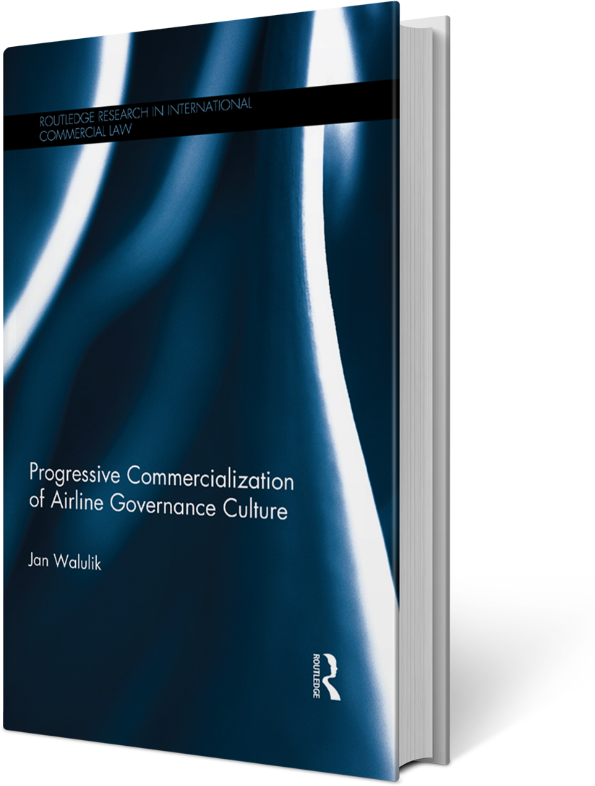 ROUTLEDGE RESEARCH IN INTERNATIONAL
COMMERCIAL LAW
Progressive Commercialization
of Airline Governance Culture
Jan Walulik
ROUTLEDGE